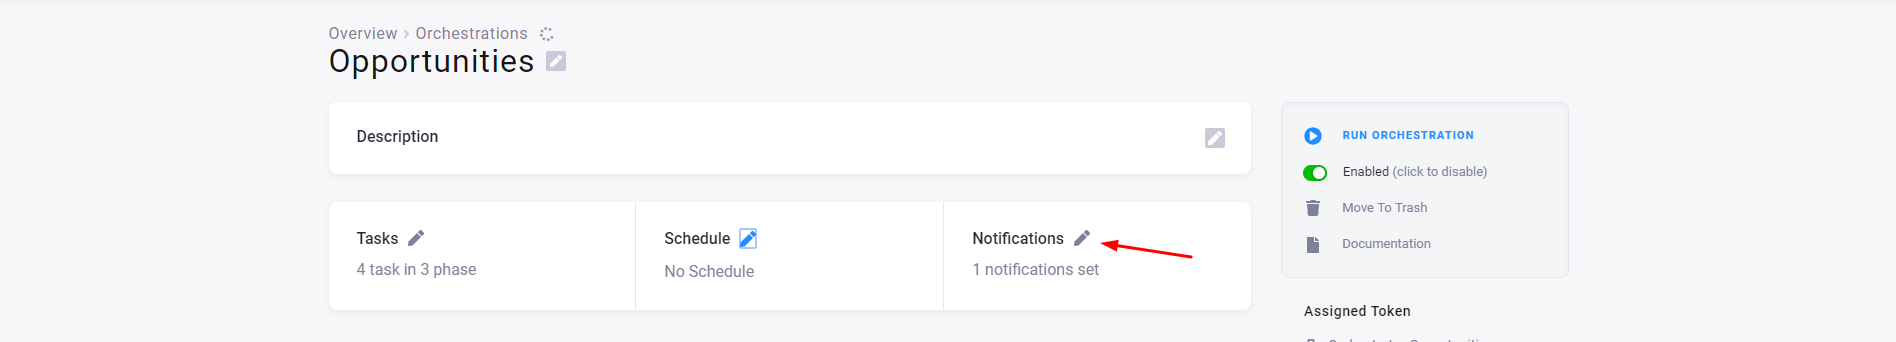 Overview > Orchestrations
Opportunities
Description
Tasks
4 task in 3 phase
Schedule
No Schedule
Notifications
1 notifications set
RUN ORCHESTRATION
Enabled (click to disable)
Move To Trash
Documentation
Assigned Token